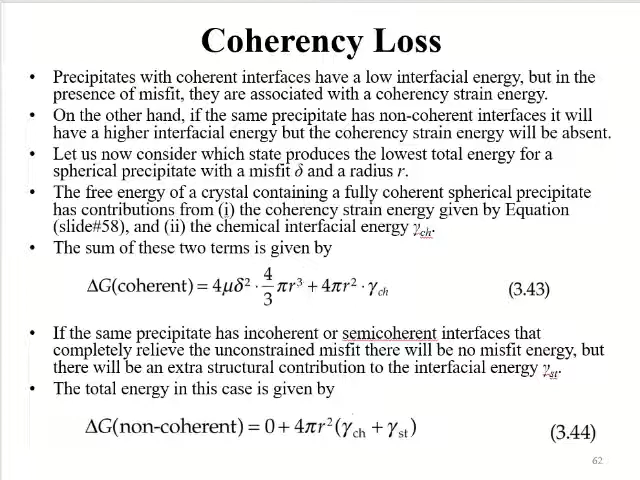 Coherency Loss
• Precipitates with coherent interfaces have a low interfacial energy, but in the
presence of misfit, they are associated with a coherency strain energy.
• On the other hand, if the same precipitate has non-coherent interfaces it will
have a higher interfacial energy but the coherency strain energy will be absent.
• Let us now consider which state produces the lowest total energy for a
spherical precipitate with a misfit δ and a radius r.
• The free energy of a crystal containing a fully coherent spherical precipitate
has contributions from (i) the coherency strain energy given by Equation
(slide#58), and (ii) the chemical interfacial energy γch.
• The sum of these two terms is given by
ΔG(coherent) = 4μδ² · 4/3 πr³ + 4πr² · γch (3.43)
• If the same precipitate has incoherent or semicoherent interfaces that
completely relieve the unconstrained misfit there will be no misfit energy, but
there will be an extra structural contribution to the interfacial energy γst.
• The total energy in this case is given by
ΔG(non-coherent) = 0 + 4πr²(γch + γst) (3.44)
62